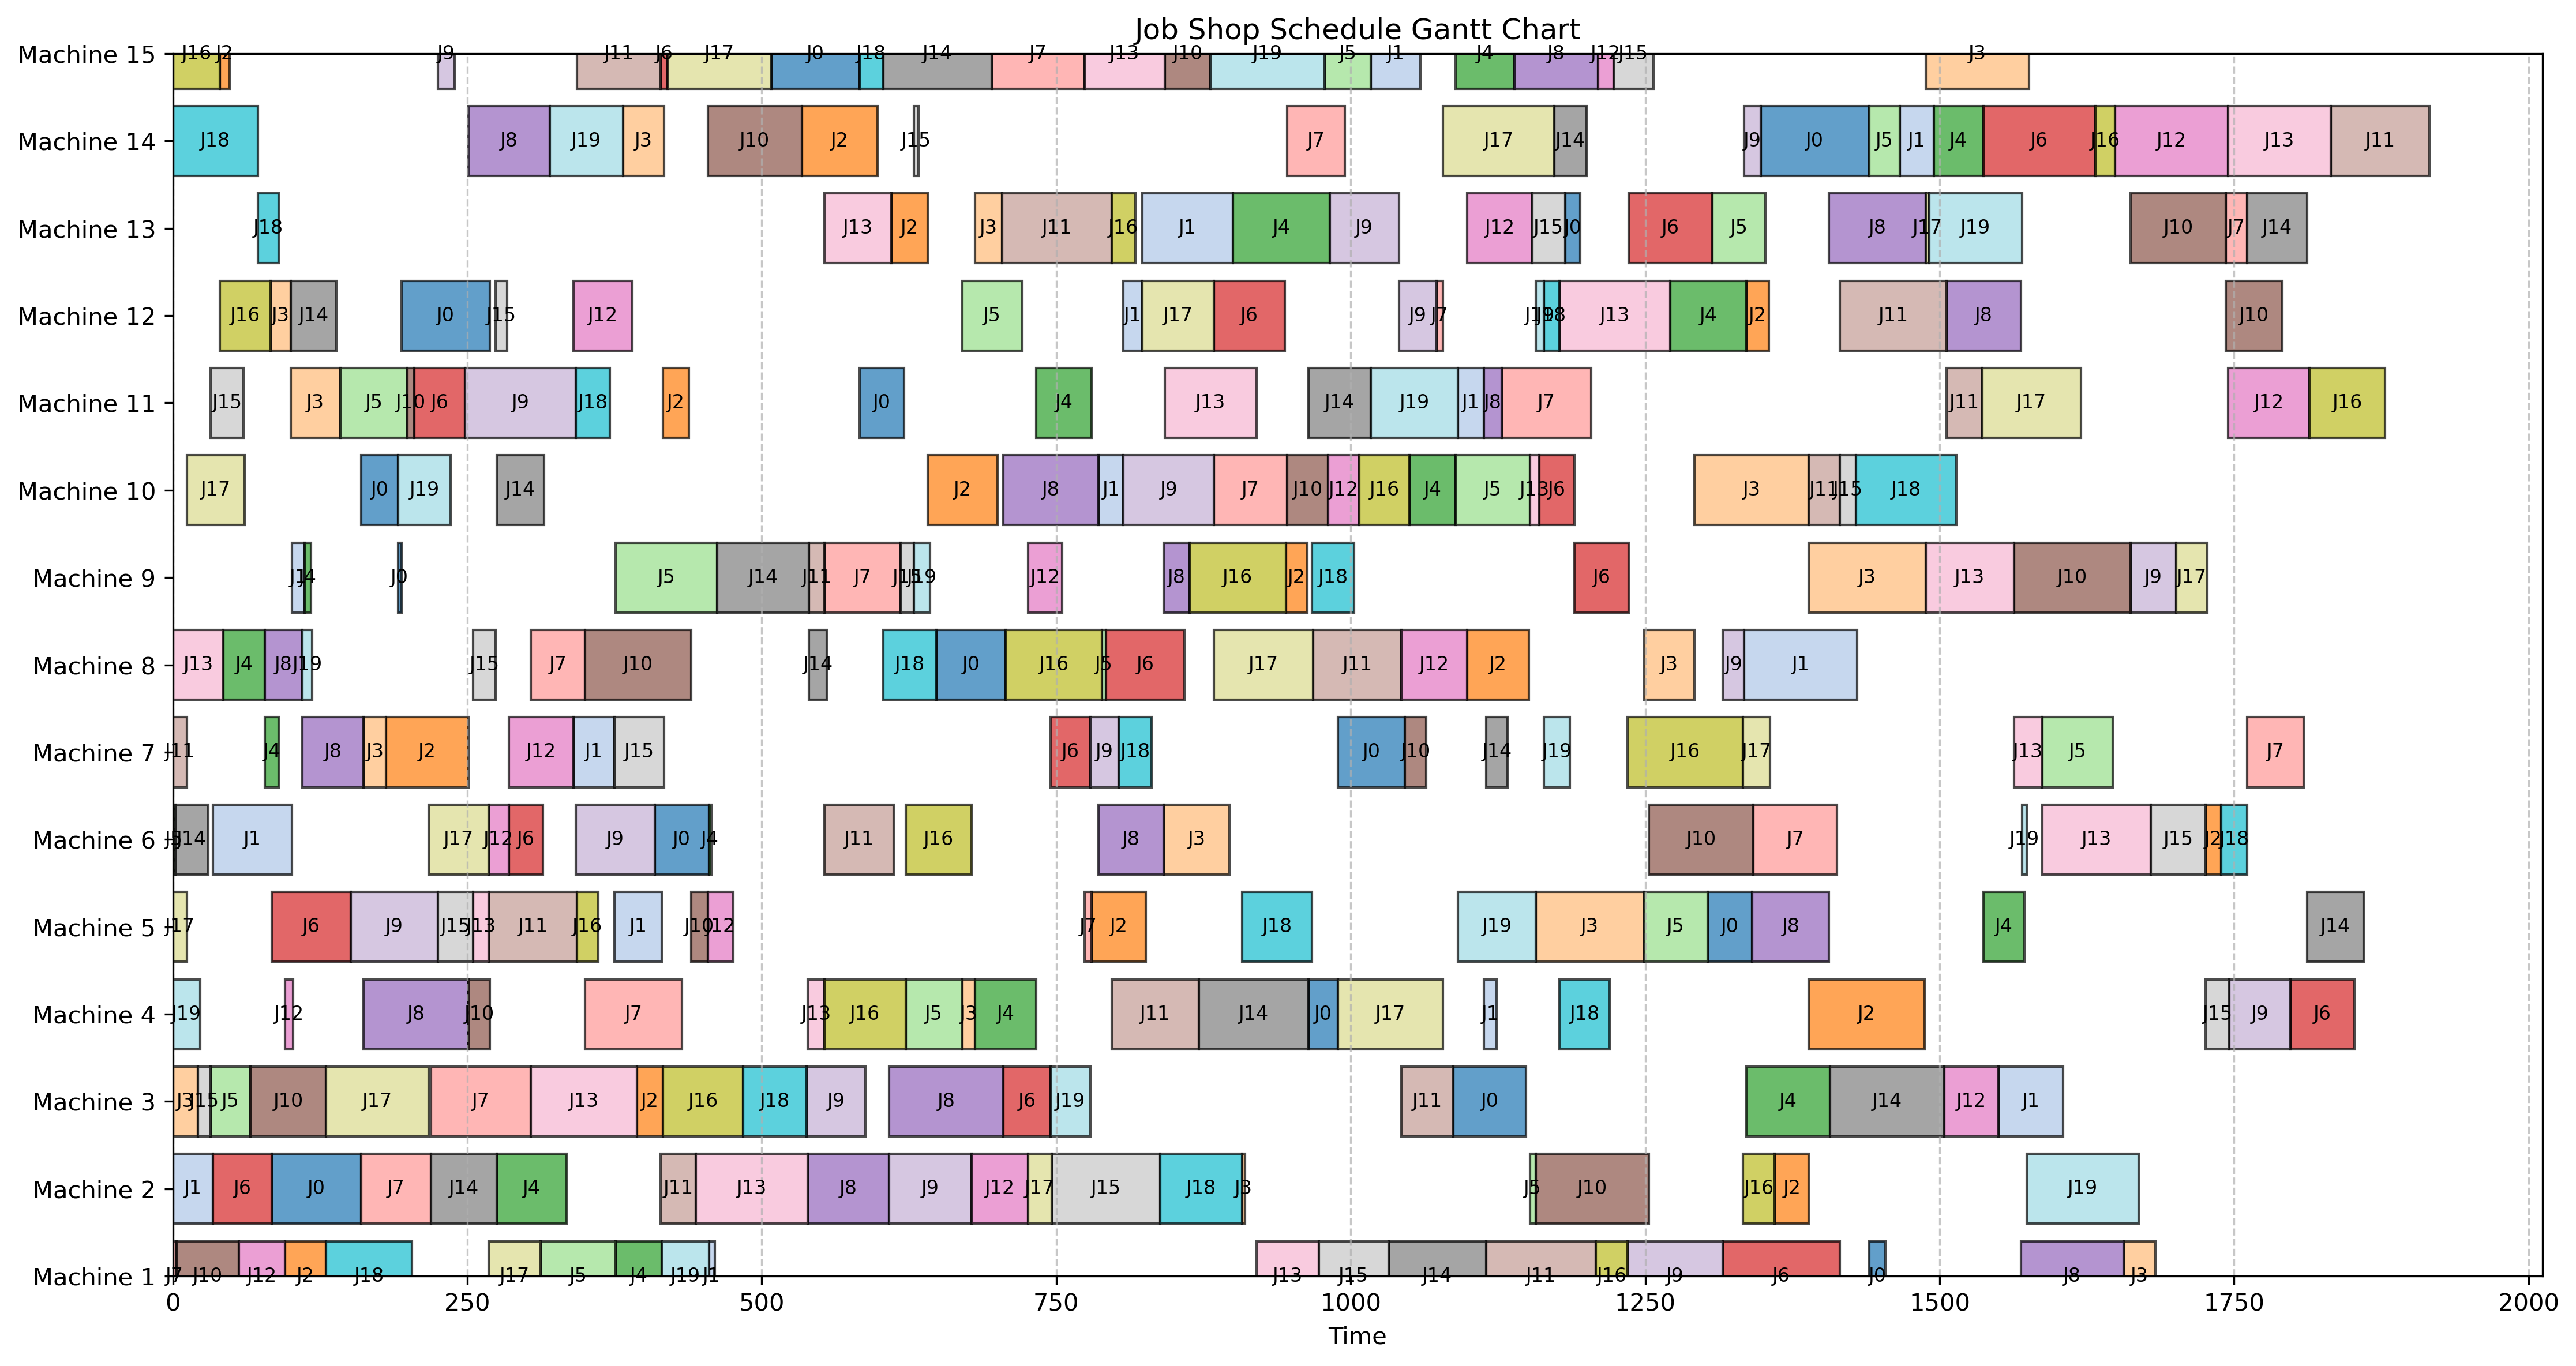 Job Shop Schedule Gantt Chart
Machine 15 J16 J2 J9 J11 J6 J17 J0 J18 J14 J7 J13 J10 J19 J5 J1 J4 J8 J12 J15 J3
Machine 14 J18 J8 J19 J3 J10 J2 J15 J7 J17 J14 J9 J0 J5 J1 J4 J6 J16 J12 J13 J11
Machine 13 J18 J13 J2 J3 J11 J16 J1 J4 J9 J12 J15 J0 J6 J5 J8 J17 J19 J10 J7 J14
Machine 12 J16 J3 J14 J0 J15 J12 J5 J1 J17 J6 J9 J7 J19 J18 J13 J4 J2 J11 J8 J10
Machine 11 J15 J3 J5 J10 J6 J9 J18 J2 J0 J4 J13 J14 J19 J1 J8 J7 J11 J17 J12 J16
Machine 10 J17 J0 J19 J14 J2 J8 J1 J9 J7 J10 J12 J16 J4 J5 J13 J6 J3 J11 J15 J18
Machine 9 J1 J4 J0 J5 J14 J11 J7 J15 J19 J12 J8 J16 J2 J18 J6 J3 J13 J10 J9 J17
Machine 8 J13 J4 J8 J19 J15 J7 J10 J14 J18 J0 J16 J5 J6 J17 J11 J12 J2 J3 J9 J1
Machine 7 J11 J4 J8 J3 J2 J12 J1 J15 J6 J9 J18 J0 J10 J14 J19 J16 J17 J13 J5 J7
Machine 6 J5 J14 J1 J17 J12 J6 J9 J0 J4 J11 J16 J8 J3 J10 J7 J19 J13 J15 J2 J18
Machine 5 J17 J6 J9 J15 J13 J11 J16 J1 J10 J12 J7 J2 J18 J19 J3 J5 J0 J8 J4 J14
Machine 4 J19 J12 J8 J10 J7 J13 J16 J5 J3 J4 J11 J14 J0 J17 J1 J18 J2 J15 J9 J6
Machine 3 J3 J15 J5 J10 J17 J7 J13 J2 J16 J18 J9 J8 J6 J19 J11 J0 J4 J14 J12 J1
Machine 2 J1 J6 J0 J7 J14 J4 J11 J13 J8 J9 J12 J17 J15 J18 J3 J5 J10 J16 J2 J19
Machine 1 J7 J10 J12 J2 J18 J17 J5 J4 J19 J1 J13 J15 J14 J11 J16 J9 J6 J0 J8 J3
0 250 500 750 1000 1250 1500 1750 2000
Time